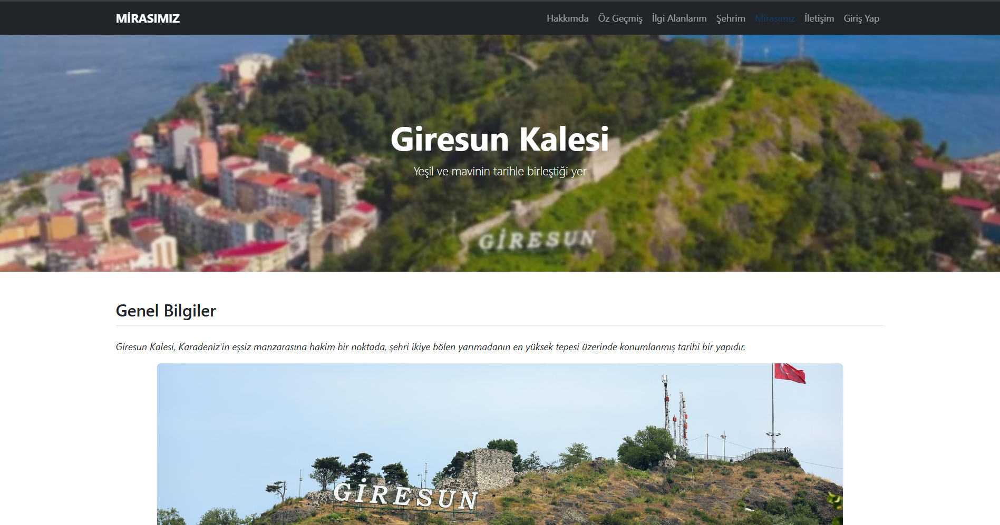 MİRASIMIZ
Hakkımda Öz Geçmiş İlgi Alanlarım Şehrim Mirasımız İletişim Giriş Yap
Giresun Kalesi
Yeşil ve mavinin tarihle birleştiği yer
GİRESUN
Genel Bilgiler
Giresun Kalesi, Karadeniz'in eşsiz manzarasına hakim bir noktada, şehri ikiye bölen yarımadanın en yüksek tepesi üzerinde konumlanmış tarihi bir yapıdır.
GİRESUN